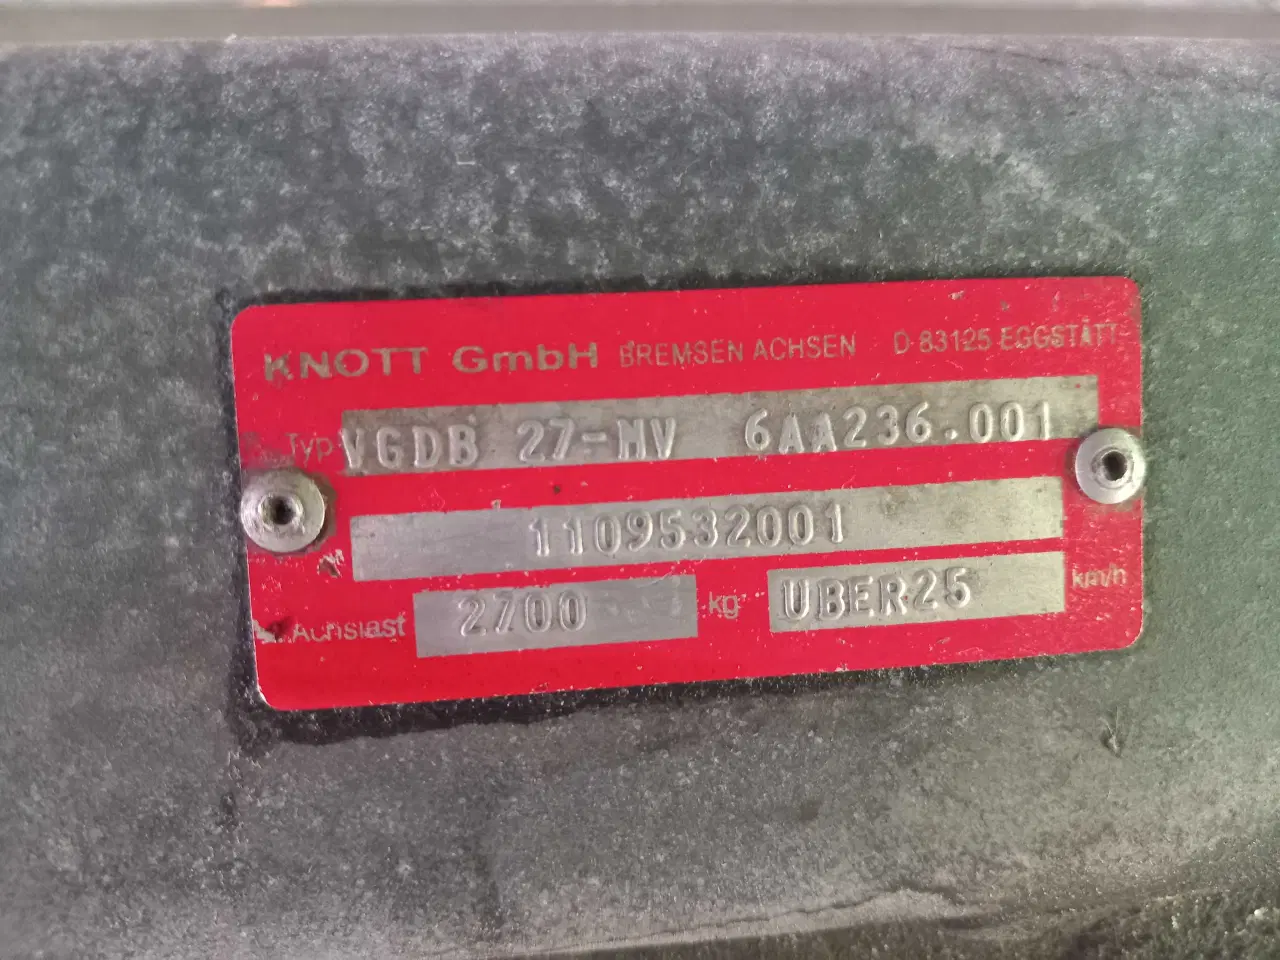 KNOTT GmbH BREMSEN ACHSEN D-83125 EGGSTÄTT
Typ VGDB 27-MV 6AA236.001
1109532001
Achslast 2700 kg UBER25 km/h